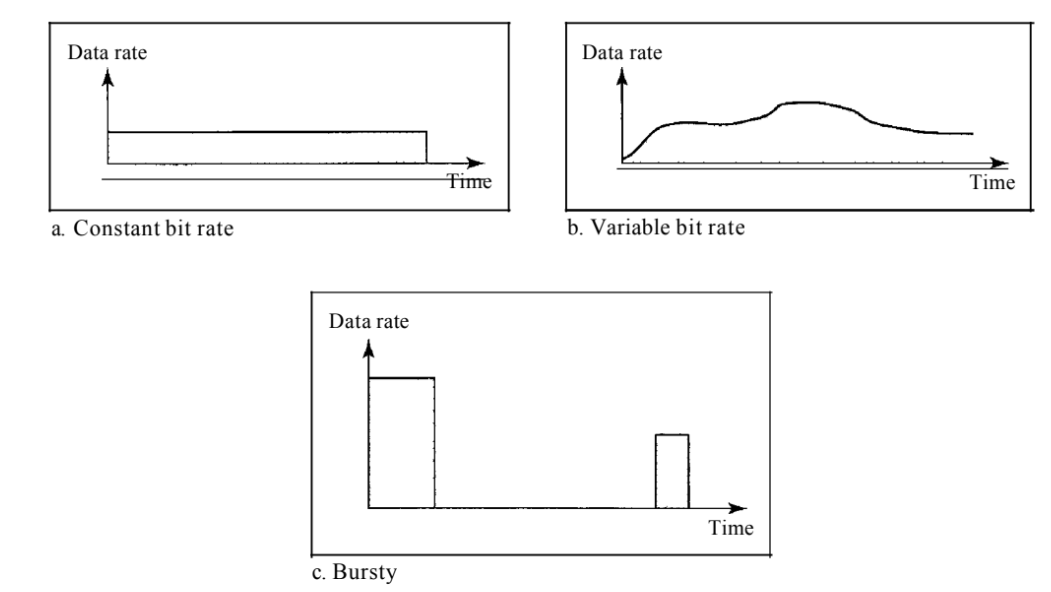 Data rate
Time
a. Constant bit rate
Data rate
Time
b. Variable bit rate
Data rate
Time
c. Bursty